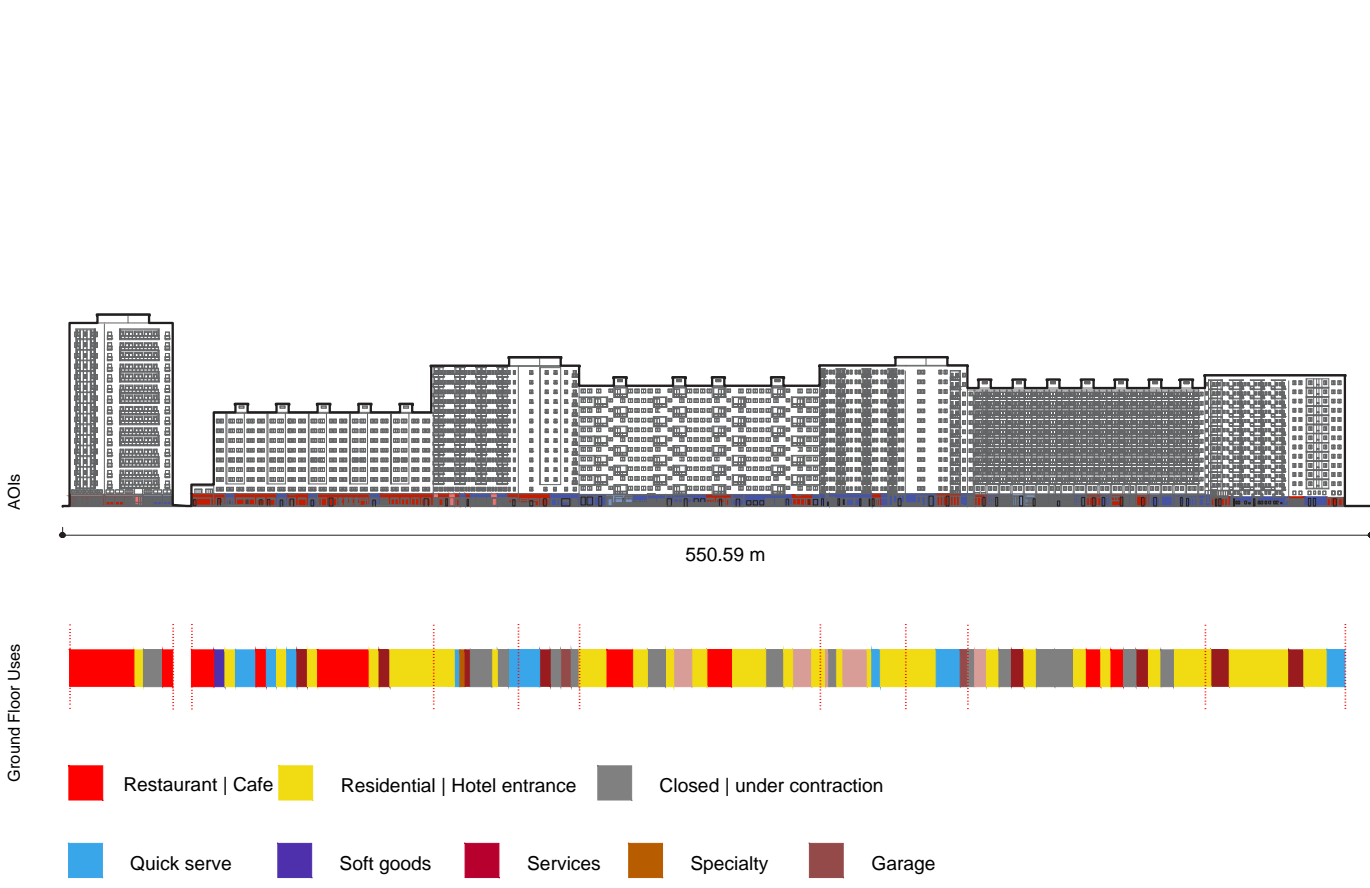 AOIs
550.59 m
Ground Floor Uses
Restaurant | Cafe
Residential | Hotel entrance
Closed | under contraction
Quick serve
Soft goods
Services
Specialty
Garage